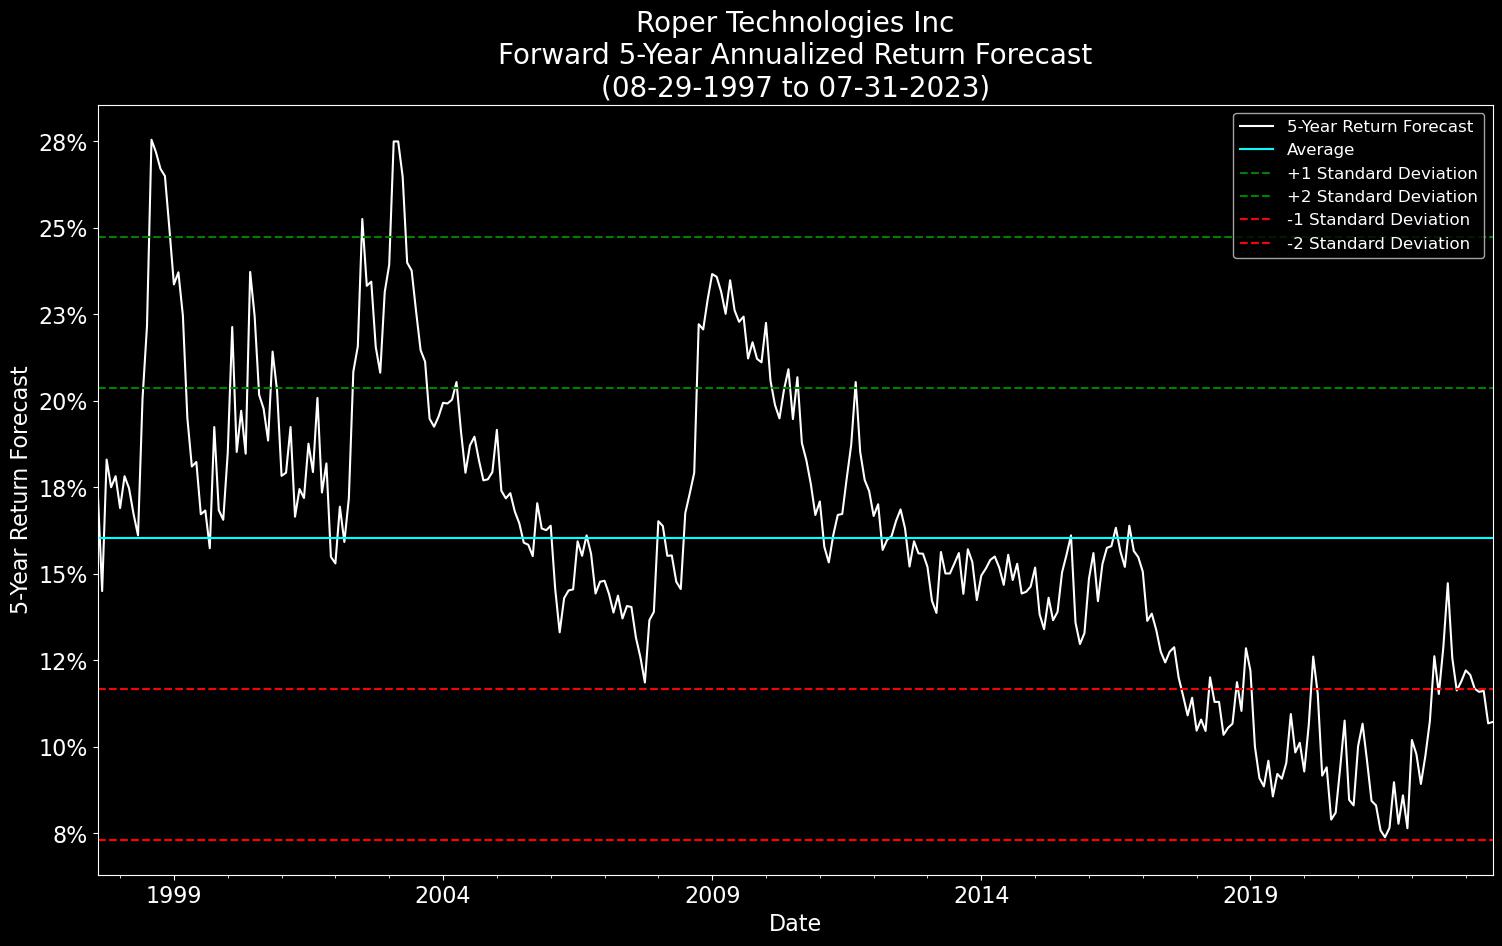 Roper Technologies Inc
Forward 5-Year Annualized Return Forecast
(08-29-1997 to 07-31-2023)
5-Year Return Forecast
Average
+1 Standard Deviation
+2 Standard Deviation
-1 Standard Deviation
-2 Standard Deviation
28%
25%
23%
20%
18%
15%
12%
10%
8%
5-Year Return Forecast
1999
2004
2009
2014
2019
Date